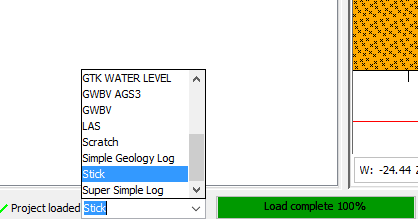 GTK WATER LEVEL
GWBV AGS3
GWBV
LAS
Scratch
Simple Geology Log
Stick
Super Simple Log
Project loaded
Stick
Load complete 100%
W: -24.44